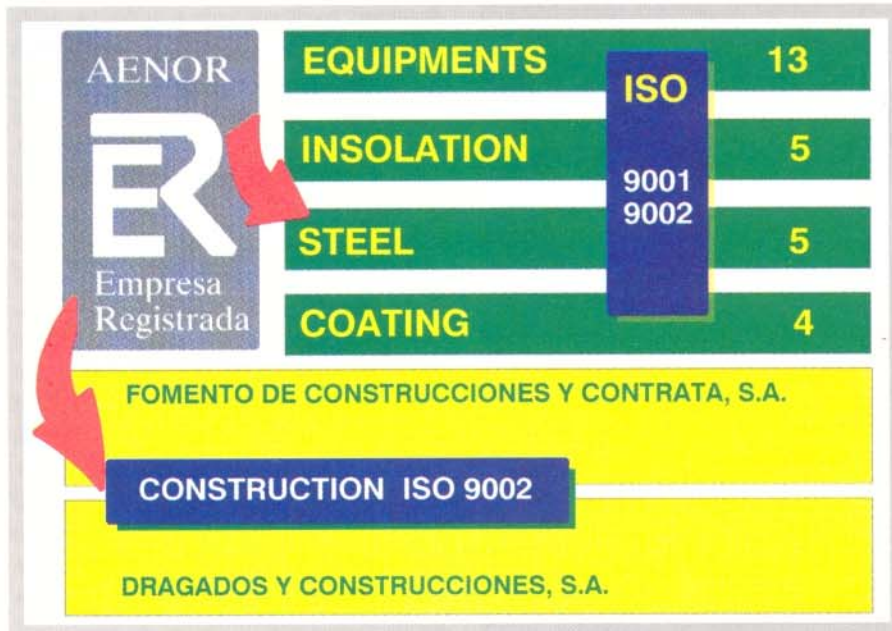 AENOR
ER
Empresa
Registrada
EQUIPMENTS 13
INSOLATION 5
STEEL 5
COATING 4
ISO
9001
9002
FOMENTO DE CONSTRUCCIONES Y CONTRATA, S.A.
CONSTRUCTION ISO 9002
DRAGADOS Y CONSTRUCCIONES, S.A.